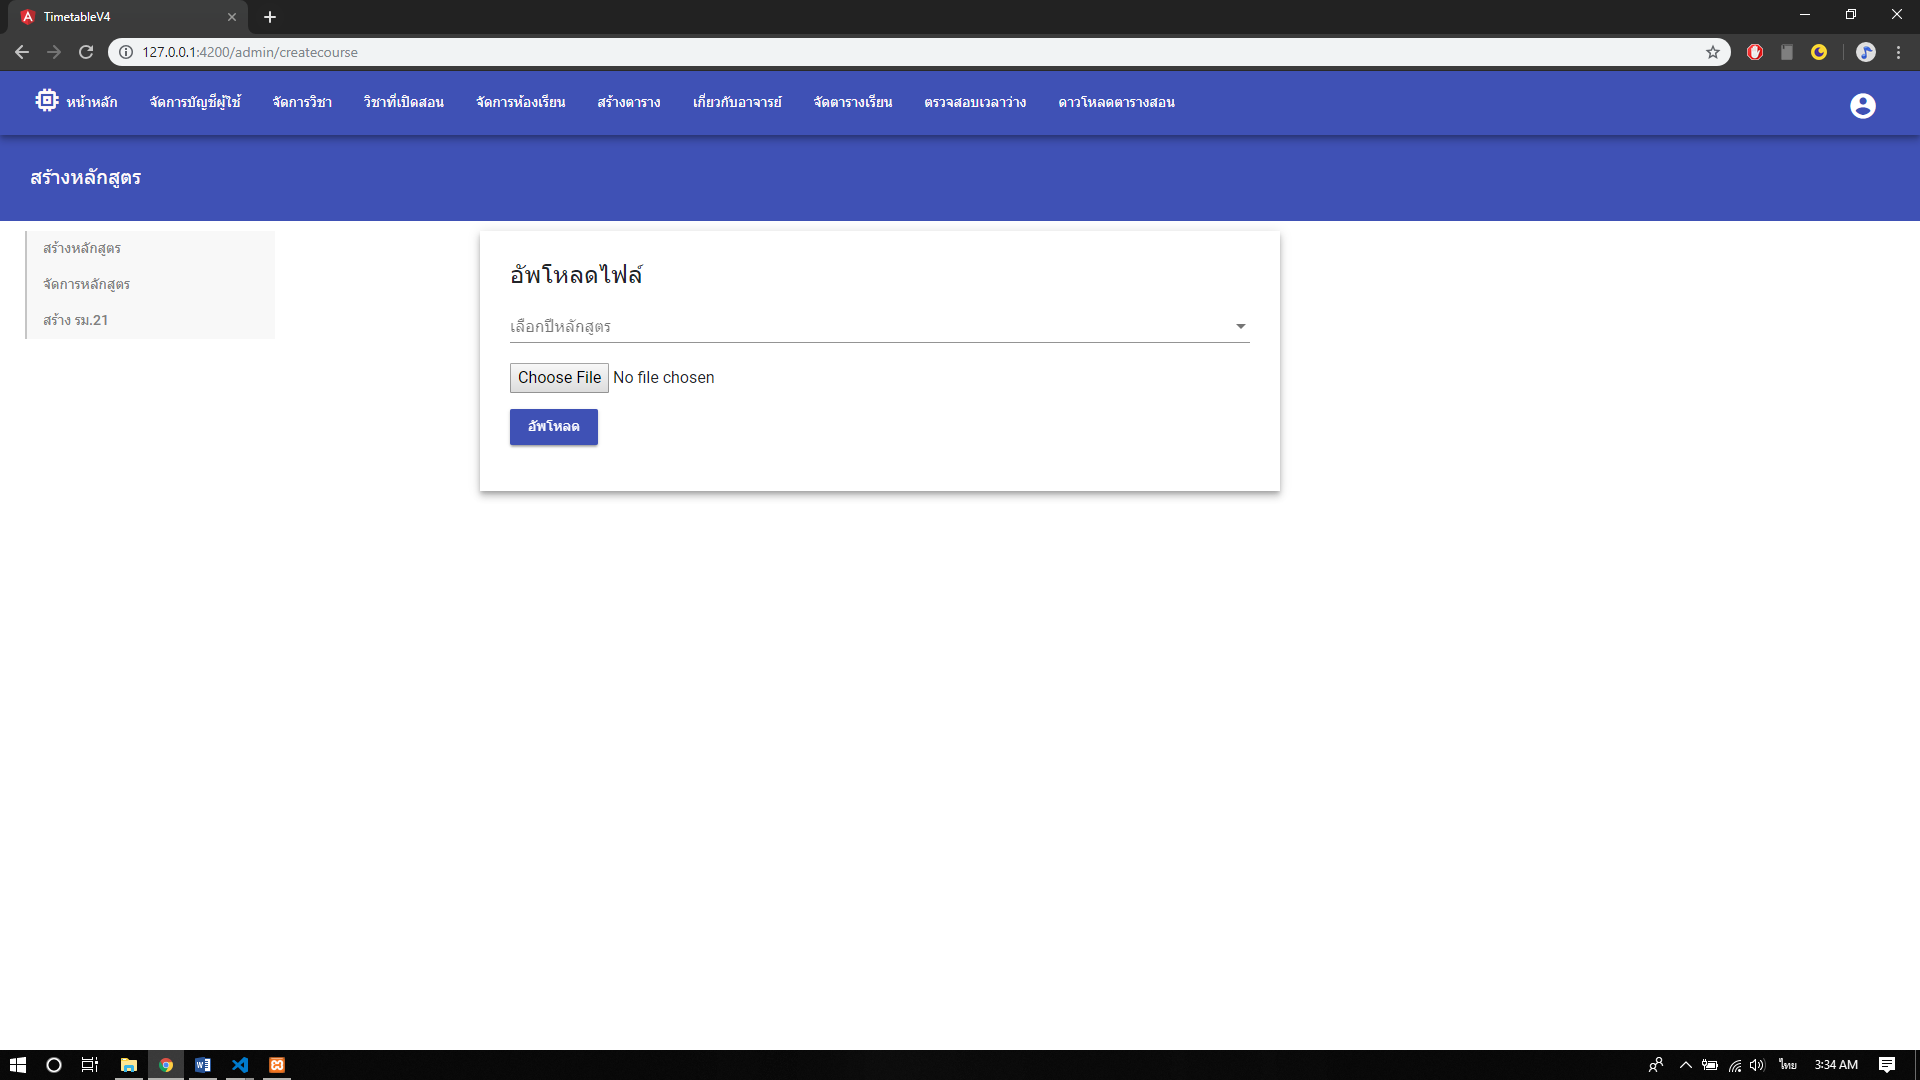 TimetableV4
127.0.0.1:4200/admin/createcourse
หน้าหลัก จัดการบัญชีผู้ใช้ จัดการวิชา วิชาที่เปิดสอน จัดการห้องเรียน สร้างตาราง เกี่ยวกับอาจารย์ จัดตารางเรียน ตรวจสอบเวลาว่าง ดาวโหลดตารางสอน
สร้างหลักสูตร
สร้างหลักสูตร
จัดการหลักสูตร
สร้าง รม.21
อัพโหลดไฟล์
เลือกปีหลักสูตร
Choose File No file chosen
อัพโหลด
ไทย 3:34 AM